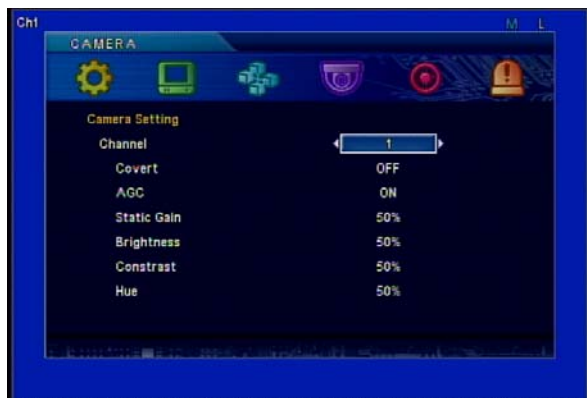 Ch1
M L
CAMERA
Camera Setting
Channel 1
Covert OFF
AGC ON
Static Gain 50%
Brightness 50%
Constrast 50%
Hue 50%